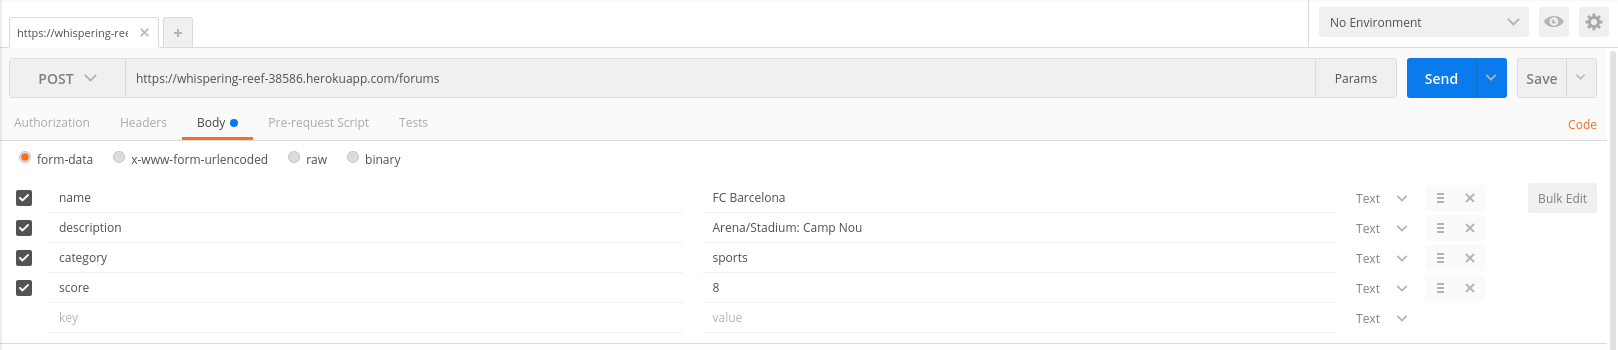 https://whispering-ree
No Environment
POST https://whispering-reef-38586.herokuapp.com/forums Params Send Save
Authorization Headers Body Pre-request Script Tests Code
form-data x-www-form-urlencoded raw binary
name FC Barcelona Text Bulk Edit
description Arena/Stadium: Camp Nou Text
category sports Text
score 8 Text
key value Text